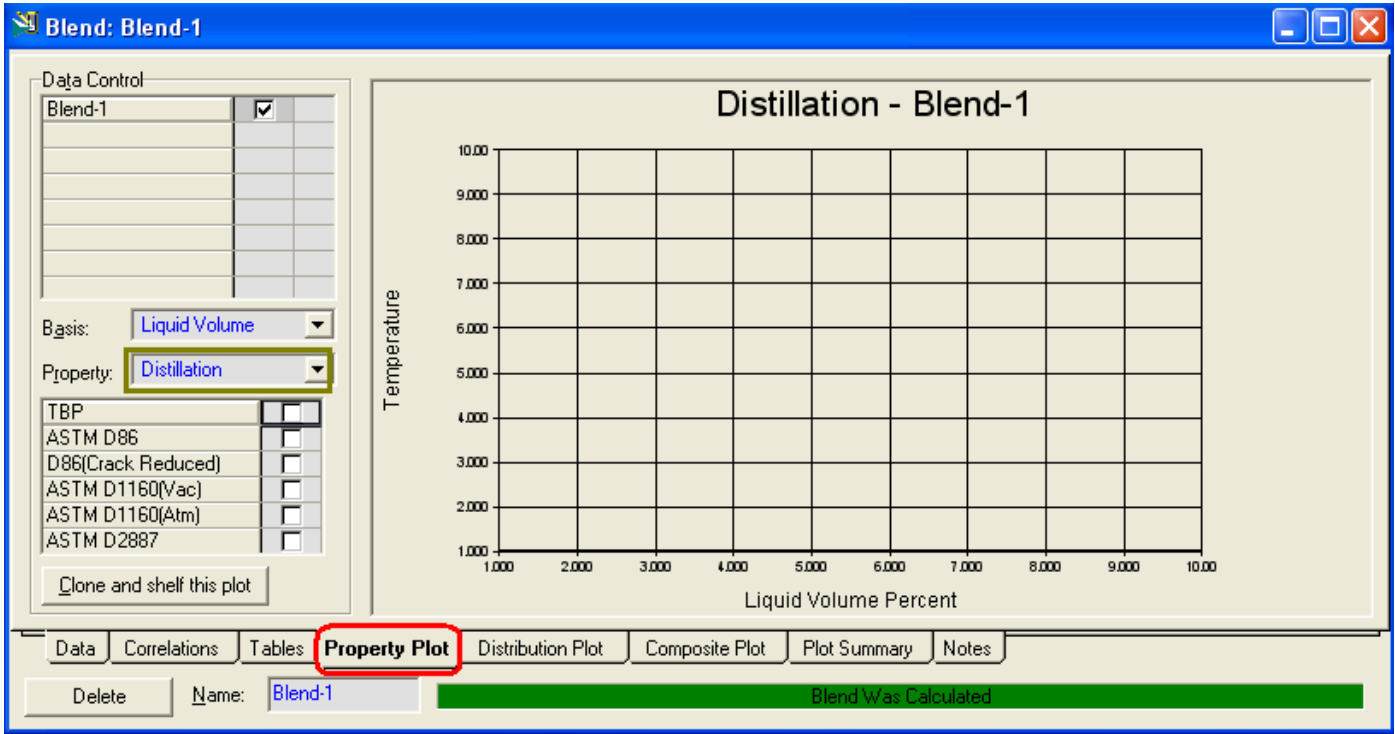 Blend: Blend-1
Data Control
Blend-1
Basis: Liquid Volume
Property: Distillation
TBP
ASTM D86
D86(Crack Reduced)
ASTM D1160(Vac)
ASTM D1160(Atm)
ASTM D2887
Clone and shelf this plot
Distillation - Blend-1
Temperature
10.00
9.000
8.000
7.000
6.000
5.000
4.000
3.000
2.000
1.000
1.000 2.000 3.000 4.000 5.000 6.000 7.000 8.000 9.000 10.00
Liquid Volume Percent
Data Correlations Tables Property Plot Distribution Plot Composite Plot Plot Summary Notes
Delete Name: Blend-1 Blend Was Calculated